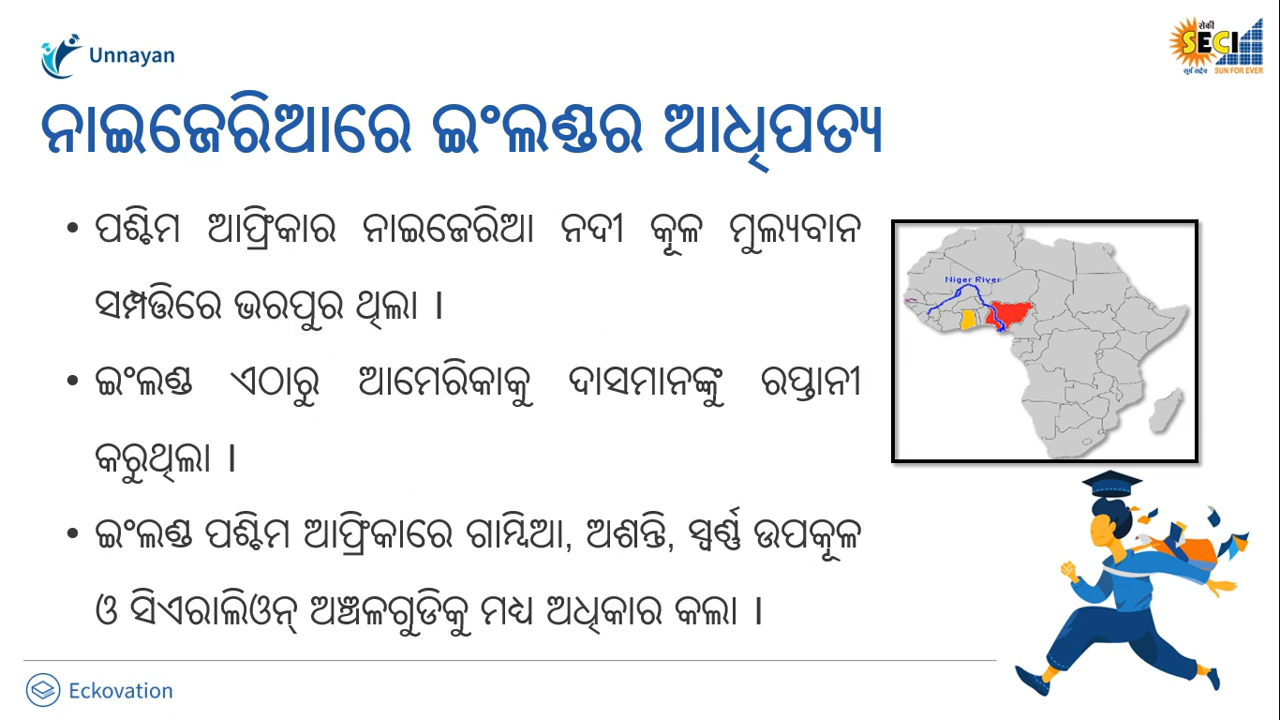 Unnayan
सेकी
SECI
सूर्य सदैव SUN FOR EVER
ନାଇଜେରିଆରେ ଇଂଲଣ୍ଡର ଆଧିପତ୍ୟ
• ପଶ୍ଚିମ ଆଫ୍ରିକାର ନାଇଜେରିଆ ନଦୀ କୂଳ ମୂଲ୍ୟବାନ
ସମ୍ପତ୍ତିରେ ଭରପୁର ଥିଲା ।
• ଇଂଲଣ୍ଡ ଏଠାରୁ ଆମେରିକାକୁ ଦାସମାନଙ୍କୁ ରପ୍ତାନୀ
କରୁଥିଲା ।
• ଇଂଲଣ୍ଡ ପଶ୍ଚିମ ଆଫ୍ରିକାରେ ଗାମ୍ବିଆ, ଅଶାନ୍ତି, ସ୍ୱର୍ଣ୍ଣ ଉପକୂଳ
ଓ ସିଏରାଲିଓନ୍ ଅଞ୍ଚଳଗୁଡିକୁ ମଧ୍ୟ ଅଧିକାର କଲା ।
Niger River
Eckovation